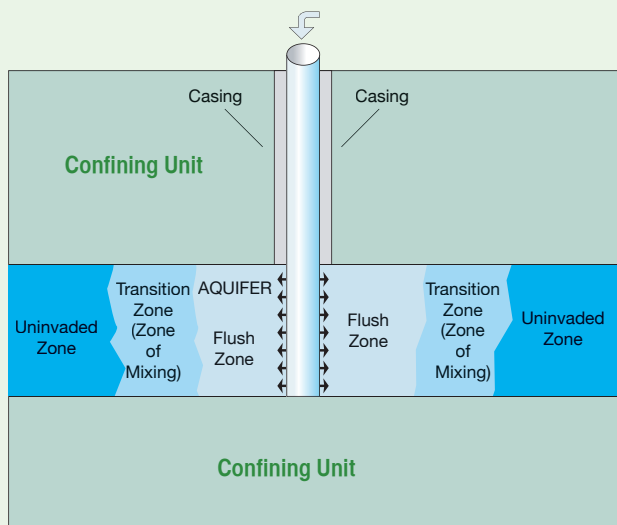 Casing
Casing
Confining Unit
Uninvaded
Zone
Transition
Zone
(Zone
of
Mixing)
AQUIFER
Flush
Zone
Flush
Zone
Transition
Zone
(Zone
of
Mixing)
Uninvaded
Zone
Confining Unit